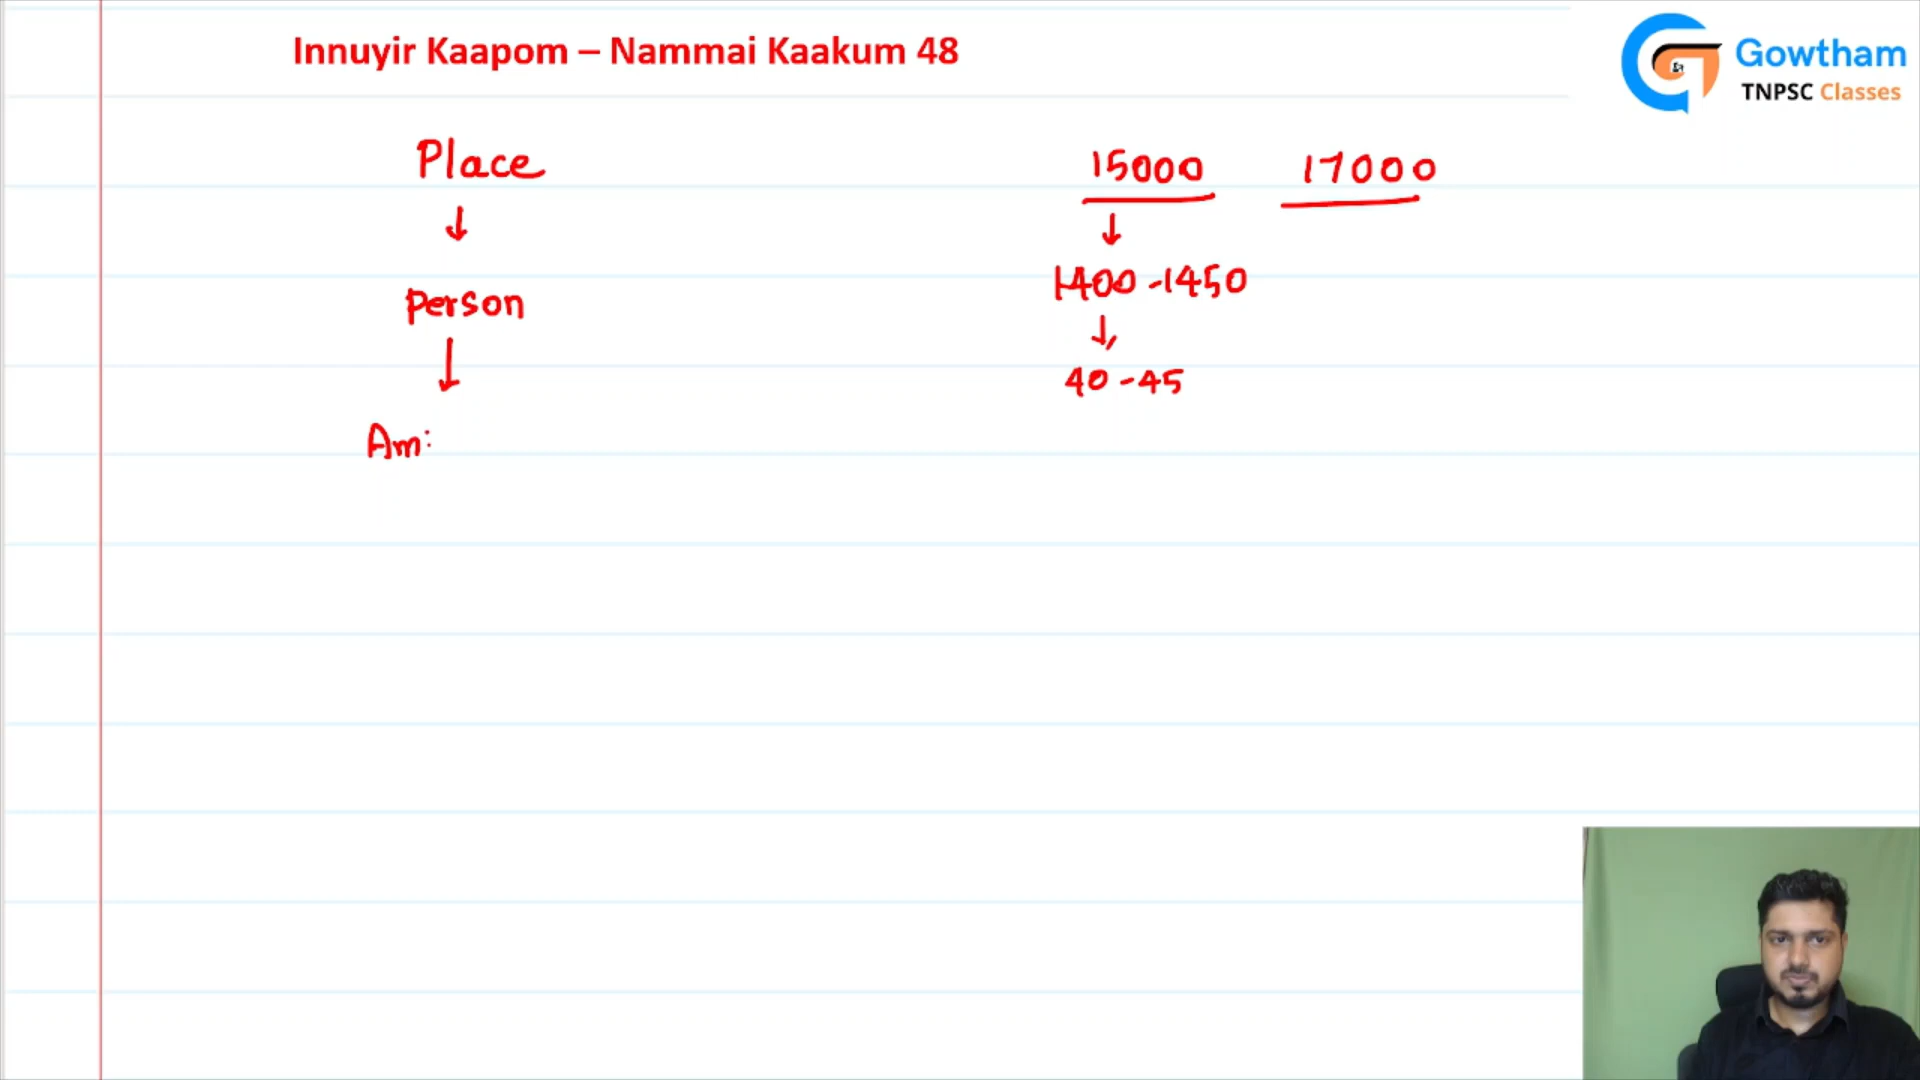 Innuyir Kaapom – Nammai Kaakum 48
Gowtham
TNPSC Classes
Place
↓
Person
↓
Am:
15000 17000
↓
1400-1450
↓
40-45